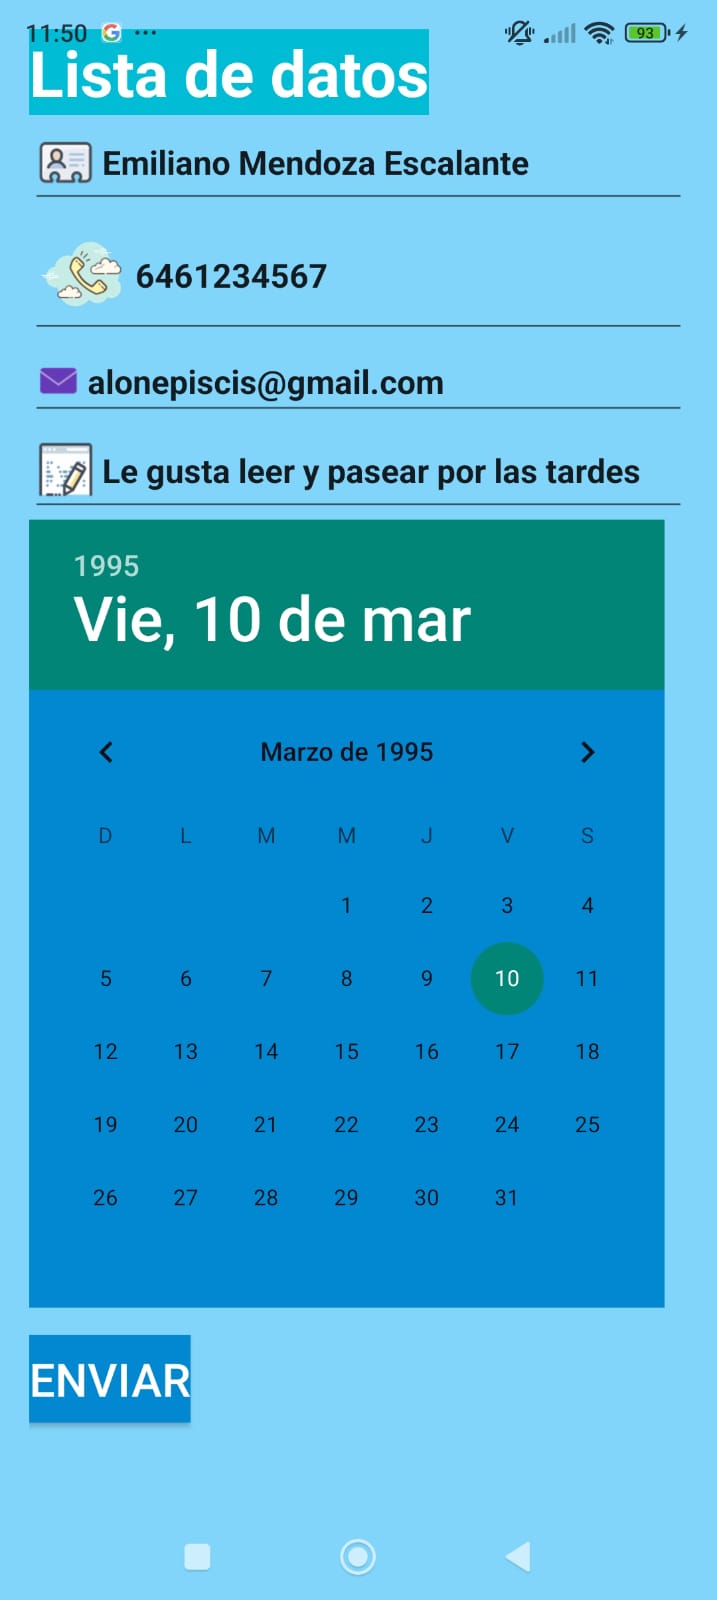 11:50 G ... 93
Lista de datos
Emiliano Mendoza Escalante
6461234567
alonepiscis@gmail.com
Le gusta leer y pasear por las tardes
1995
Vie, 10 de mar
Marzo de 1995
D L M M J V S
1 2 3 4
5 6 7 8 9 10 11
12 13 14 15 16 17 18
19 20 21 22 23 24 25
26 27 28 29 30 31
ENVIAR